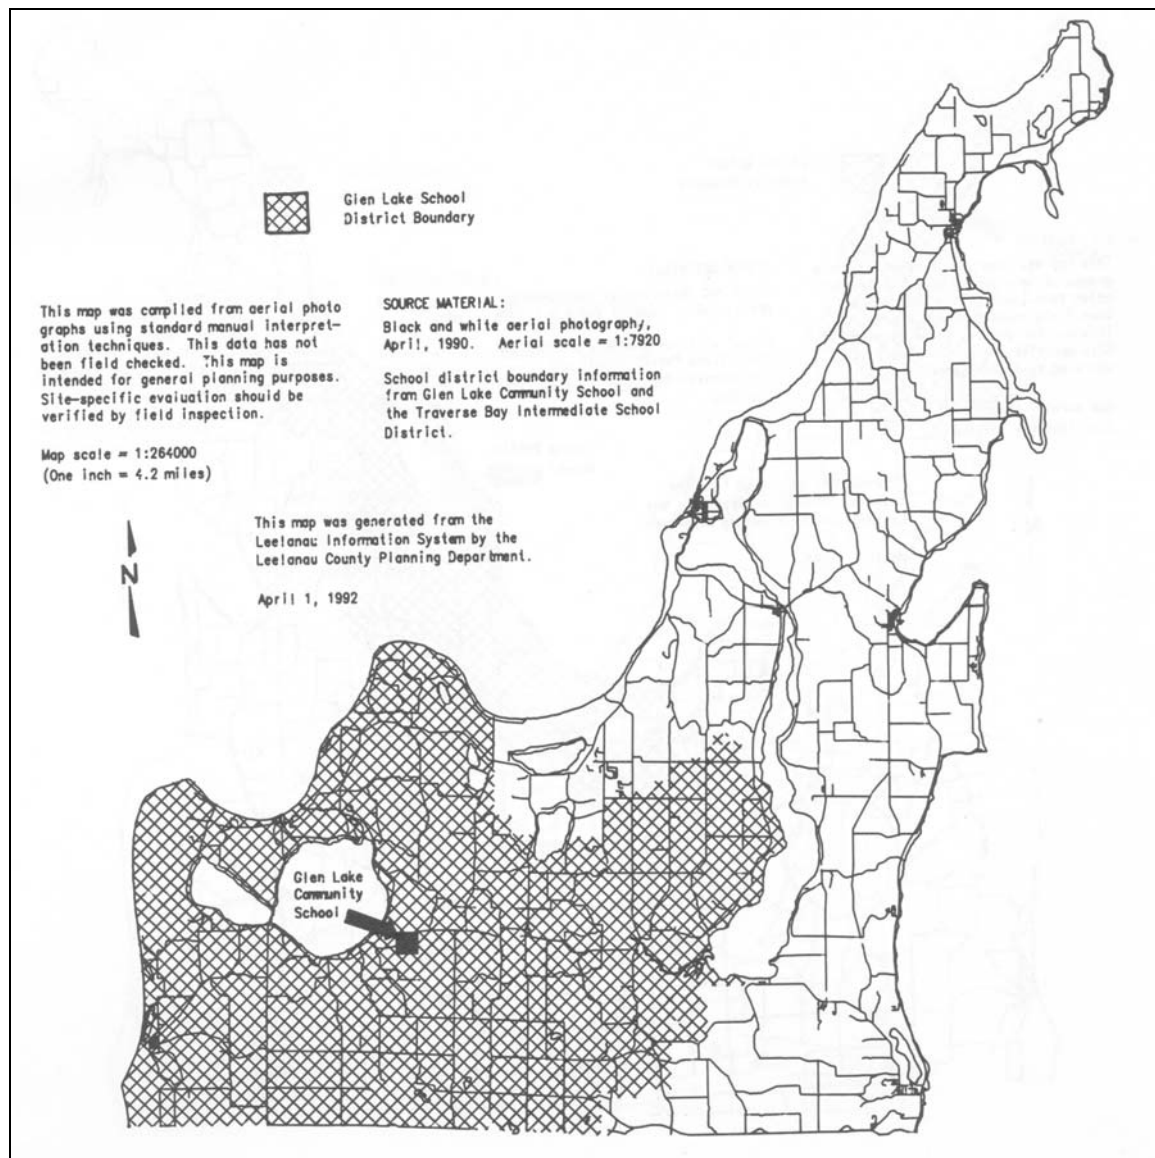 Glen Lake School
District Boundary
This map was compiled from aerial photo
graphs using standard manual interpret-
ation techniques. This data has not
been field checked. This map is
intended for general planning purposes.
Site-specific evaluation should be
verified by field inspection.
Map scale = 1:264000
(One inch = 4.2 miles)
SOURCE MATERIAL:
Black and white aerial photography,
April, 1990. Aerial scale = 1:7920
School district boundary information
from Glen Lake Community School and
the Traverse Bay Intermediate School
District.
N
This map was generated from the
Leelanau Information System by the
Leelanau County Planning Department.
April 1, 1992
Glen Lake
Community
School